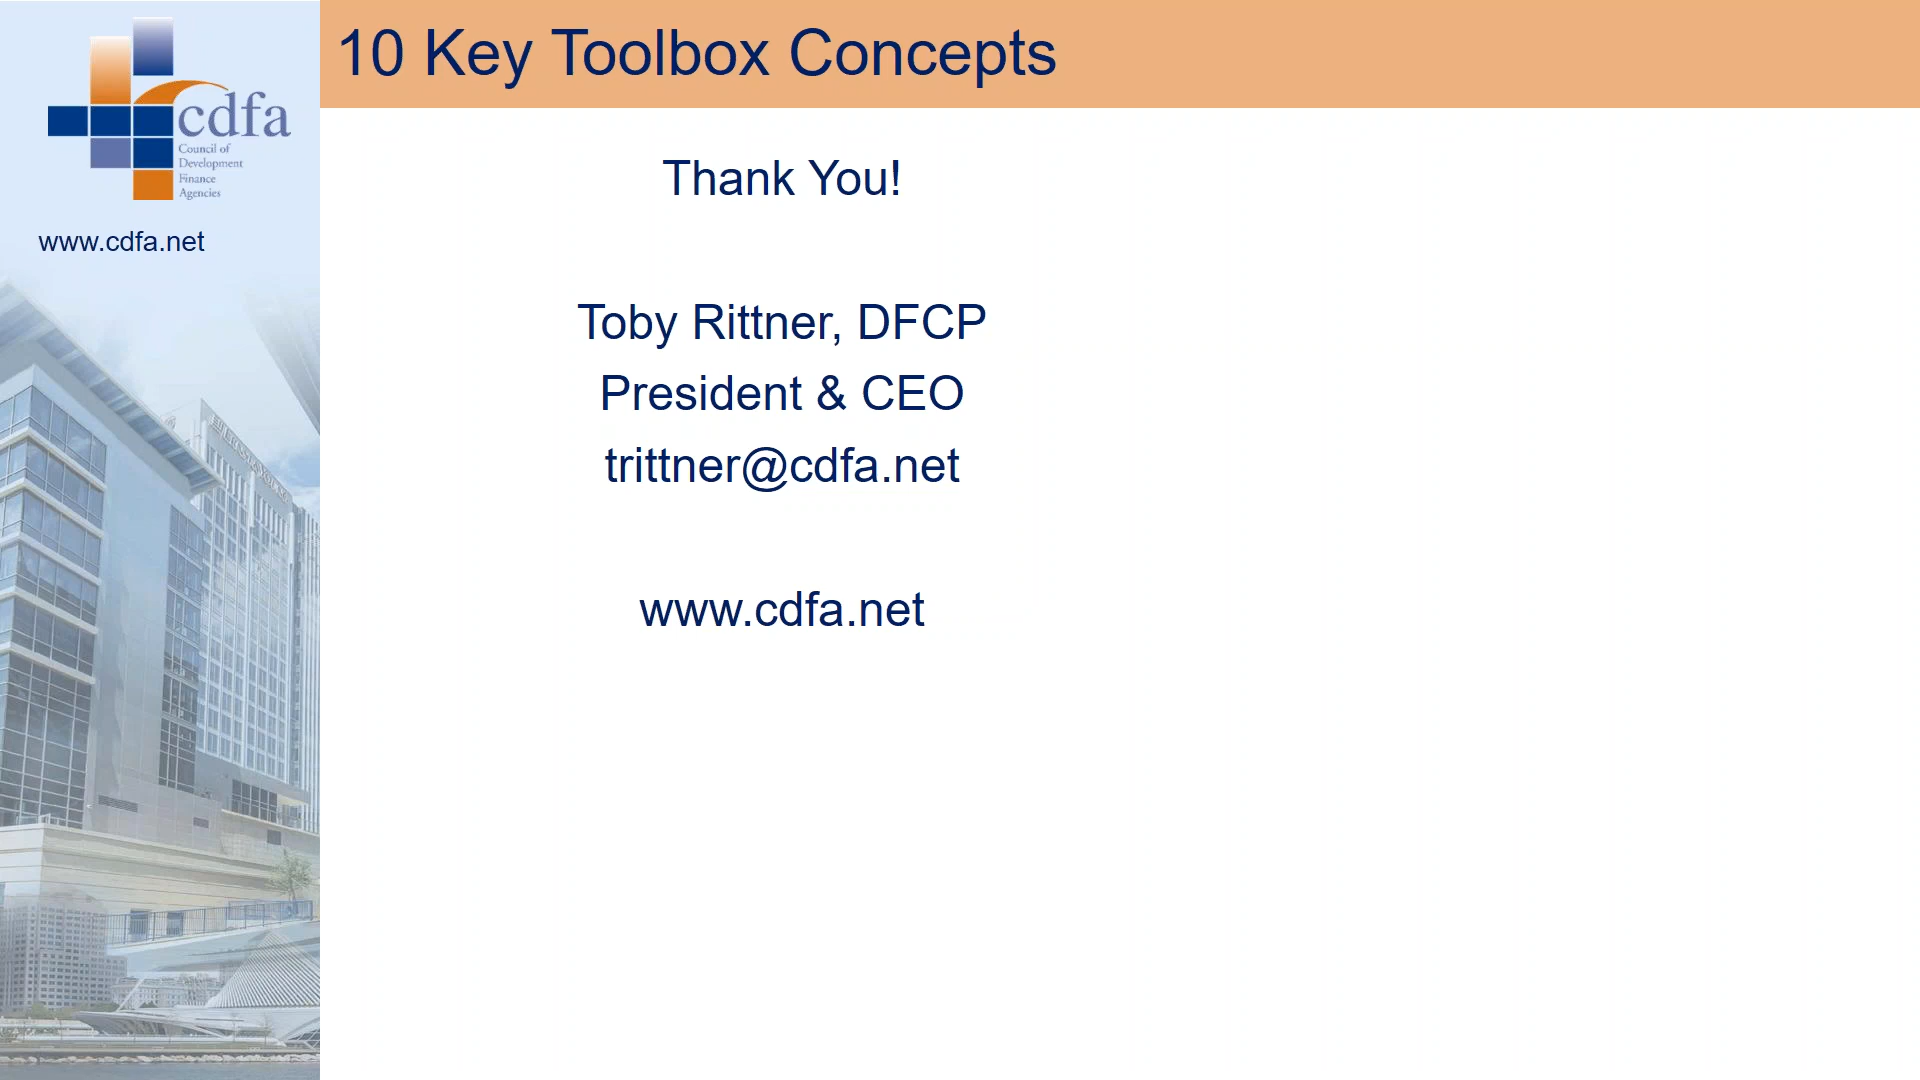 10 Key Toolbox Concepts
cdfa
Council of
Development
Finance
Agencies
www.cdfa.net
Thank You!
Toby Rittner, DFCP
President & CEO
trittner@cdfa.net
www.cdfa.net